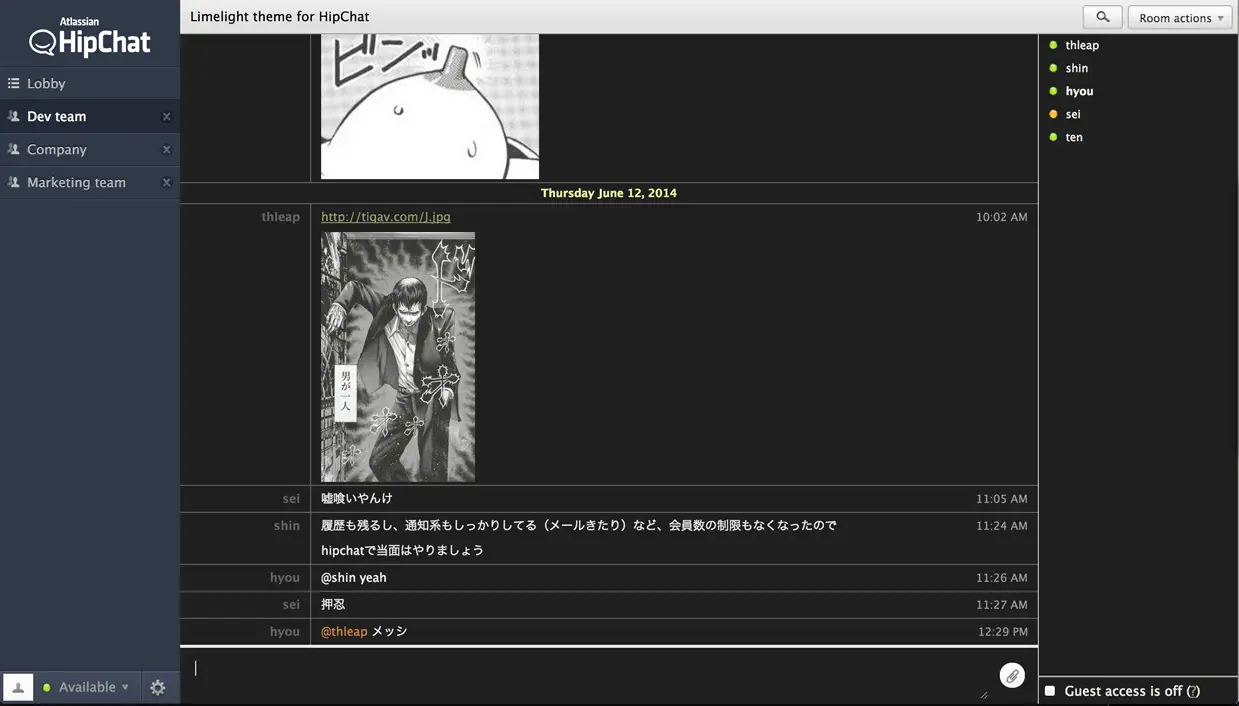 Atlassian
HipChat
Lobby
Dev team
Company
Marketing team
Available
Limelight theme for HipChat
Room actions
ビンッ
Thursday June 12, 2014
thleap
http://tiqav.com/J.jpg
10:02 AM
男が一人
sei
嘘喰いやんけ
11:05 AM
shin
履歴も残るし、通知系もしっかりしてる（メールきたり）など、会員数の制限もなくなったので
hipchatで当面はやりましょう
11:24 AM
hyou
@shin yeah
11:26 AM
sei
押忍
11:27 AM
hyou
@thleap メッシ
12:29 PM
thleap
shin
hyou
sei
ten
Guest access is off (?)